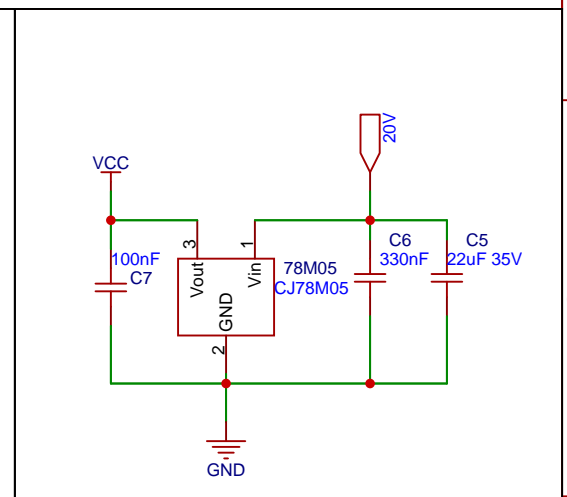 20V
VCC
3
1
C6
C5
100nF
330nF
22uF 35V
C7
Vout
Vin
78M05
CJ78M05
GND
2
GND